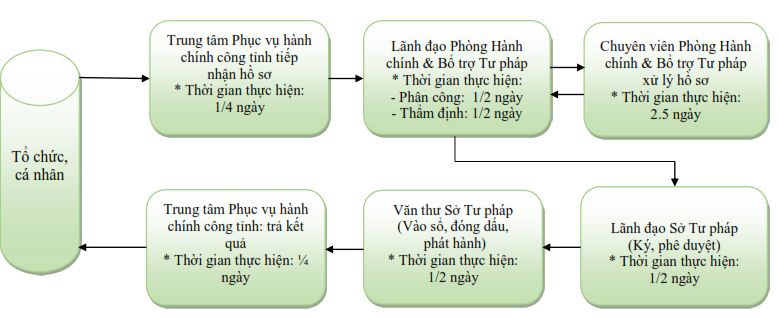 Tổ chức,
cá nhân
Trung tâm Phục vụ hành
chính công tỉnh tiếp
nhận hồ sơ
* Thời gian thực hiện:
1/4 ngày
Lãnh đạo Phòng Hành
chính & Bổ trợ Tư pháp
* Thời gian thực hiện:
- Phân công: 1/2 ngày
- Thẩm định: 1/2 ngày
Chuyên viên Phòng Hành
chính & Bổ trợ Tư pháp
xử lý hồ sơ
* Thời gian thực hiện:
2.5 ngày
Lãnh đạo Sở Tư pháp
(Ký, phê duyệt)
* Thời gian thực hiện:
1/2 ngày
Văn thư Sở Tư pháp
(Vào sổ, đóng dấu,
phát hành)
* Thời gian thực hiện:
1/2 ngày
Trung tâm Phục vụ hành
chính công tỉnh: trả kết
quả
* Thời gian thực hiện: ¼
ngày